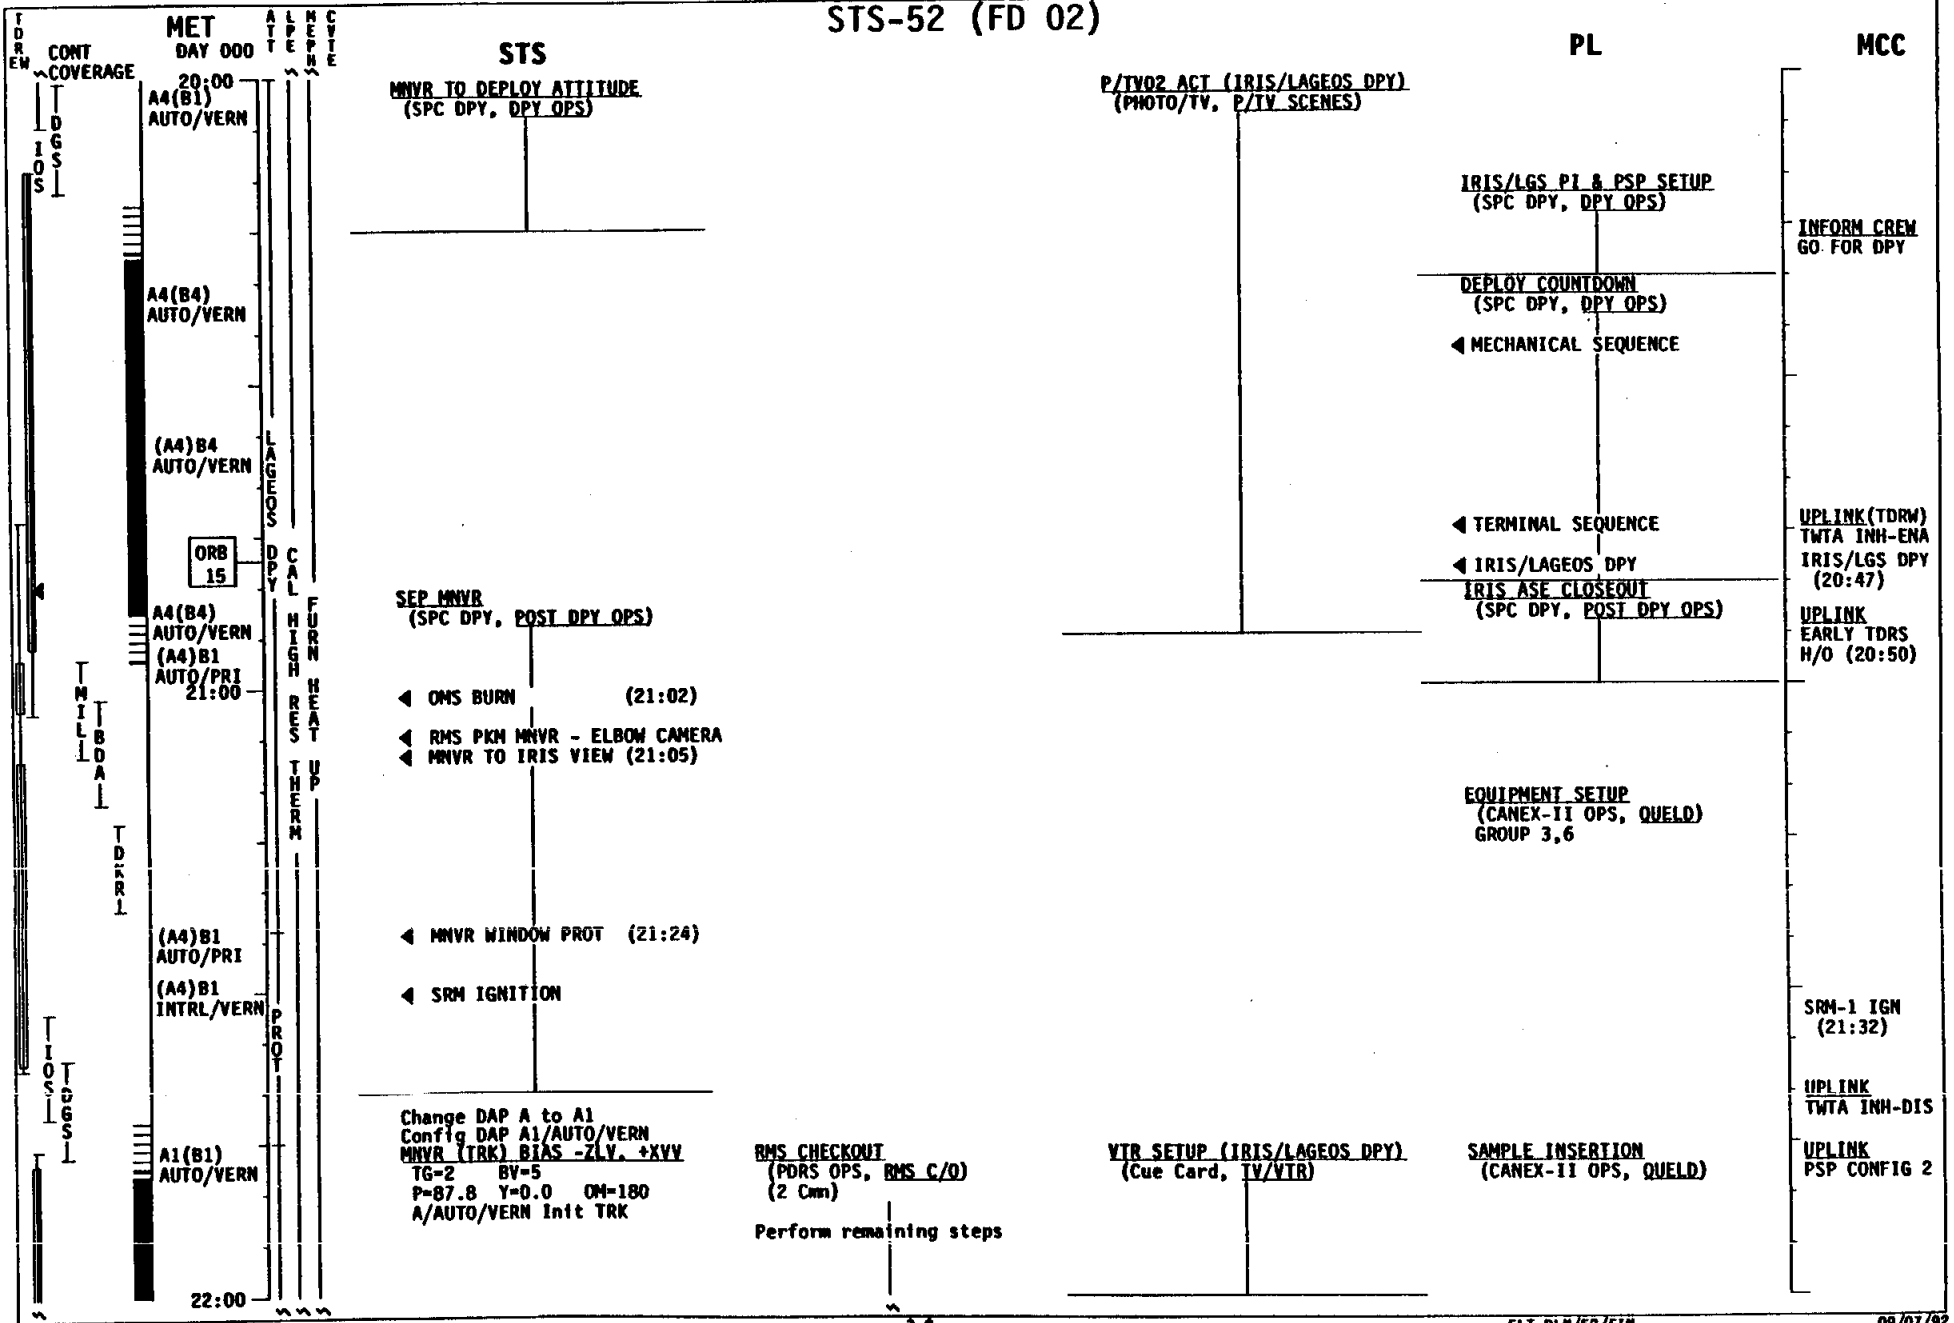 STS-52 (FD 02)
TDREW
CONT COVERAGE
MET
DAY 000
ATT
LPE
MEPH
CVTE
STS
PL
MCC
20:00
A4(B1)
AUTO/VERN
DGS
IOS
MNVR TO DEPLOY ATTITUDE
(SPC DPY, DPY OPS)
P/TV02 ACT (IRIS/LAGEOS DPY)
(PHOTO/TV, P/TV SCENES)
IRIS/LGS PI & PSP SETUP
(SPC DPY, DPY OPS)
INFORM CREW
GO FOR DPY
A4(B4)
AUTO/VERN
DEPLOY COUNTDOWN
(SPC DPY, DPY OPS)
MECHANICAL SEQUENCE
(A4)B4
AUTO/VERN
LAGEOS DPY
CAL HIGH RES THERM
FURN HEAT UP
TERMINAL SEQUENCE
UPLINK(TDRW)
TWTA INH-ENA
ORB
15
IRIS/LAGEOS DPY
IRIS/LGS DPY
(20:47)
SEP MNVR
(SPC DPY, POST DPY OPS)
IRIS ASE CLOSEOUT
(SPC DPY, POST DPY OPS)
UPLINK
EARLY TDRS
H/O (20:50)
A4(B4)
AUTO/VERN
(A4)B1
AUTO/PRI
21:00
MIL
BDA
OMS BURN (21:02)
RMS PKM MNVR - ELBOW CAMERA
MNVR TO IRIS VIEW (21:05)
EQUIPMENT SETUP
(CANEX-II OPS, QUELD)
GROUP 3,6
(A4)B1
AUTO/PRI
MNVR WINDOW PROT (21:24)
(A4)B1
INTRL/VERN
PROT
SRM IGNITION
SRM-1 IGN
(21:32)
IOS
DGS
UPLINK
TWTA INH-DIS
Change DAP A to A1
Config DAP A1/AUTO/VERN
MNVR (TRK) BIAS -ZLV, +XVV
TG=2 BV=5
P=87.8 Y=0.0 OM=180
A/AUTO/VERN Init TRK
A1(B1)
AUTO/VERN
RMS CHECKOUT
(PDRS OPS, RMS C/O)
(2 Cmn)
Perform remaining steps
VTR SETUP (IRIS/LAGEOS DPY)
(Cue Card, TV/VTR)
SAMPLE INSERTION
(CANEX-II OPS, QUELD)
UPLINK
PSP CONFIG 2
22:00